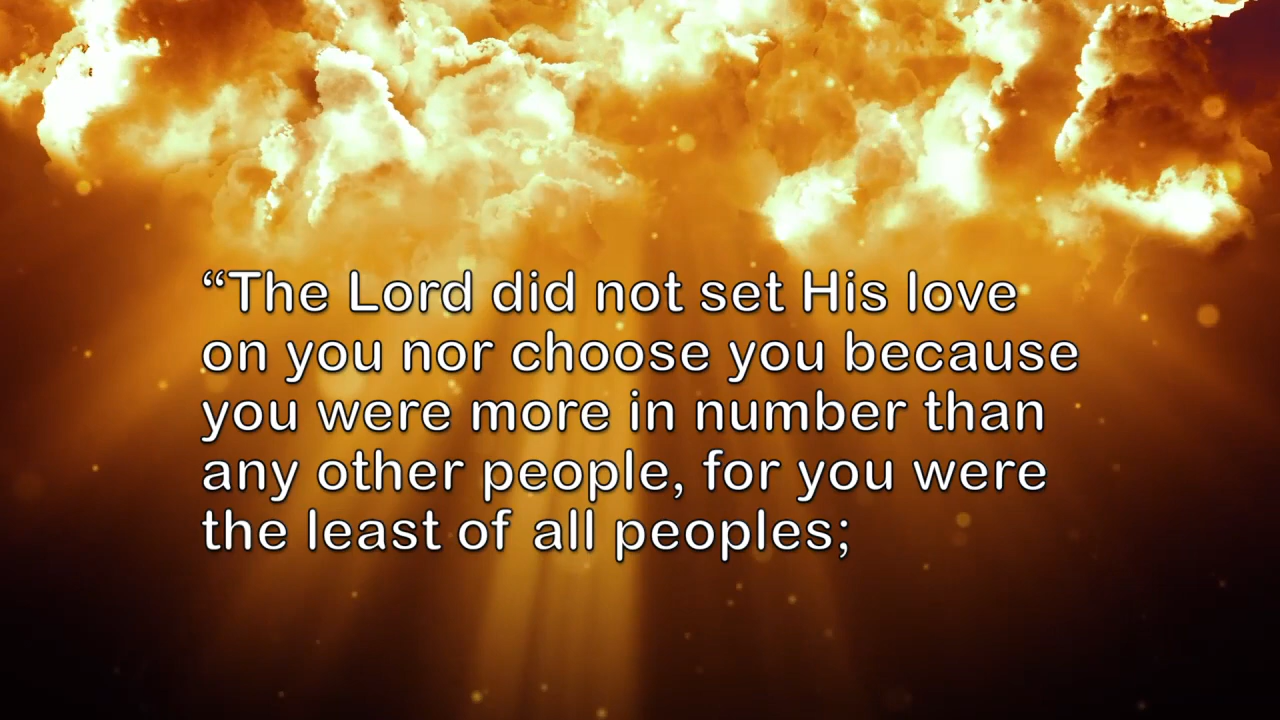 “The Lord did not set His love
on you nor choose you because
you were more in number than
any other people, for you were
the least of all peoples;